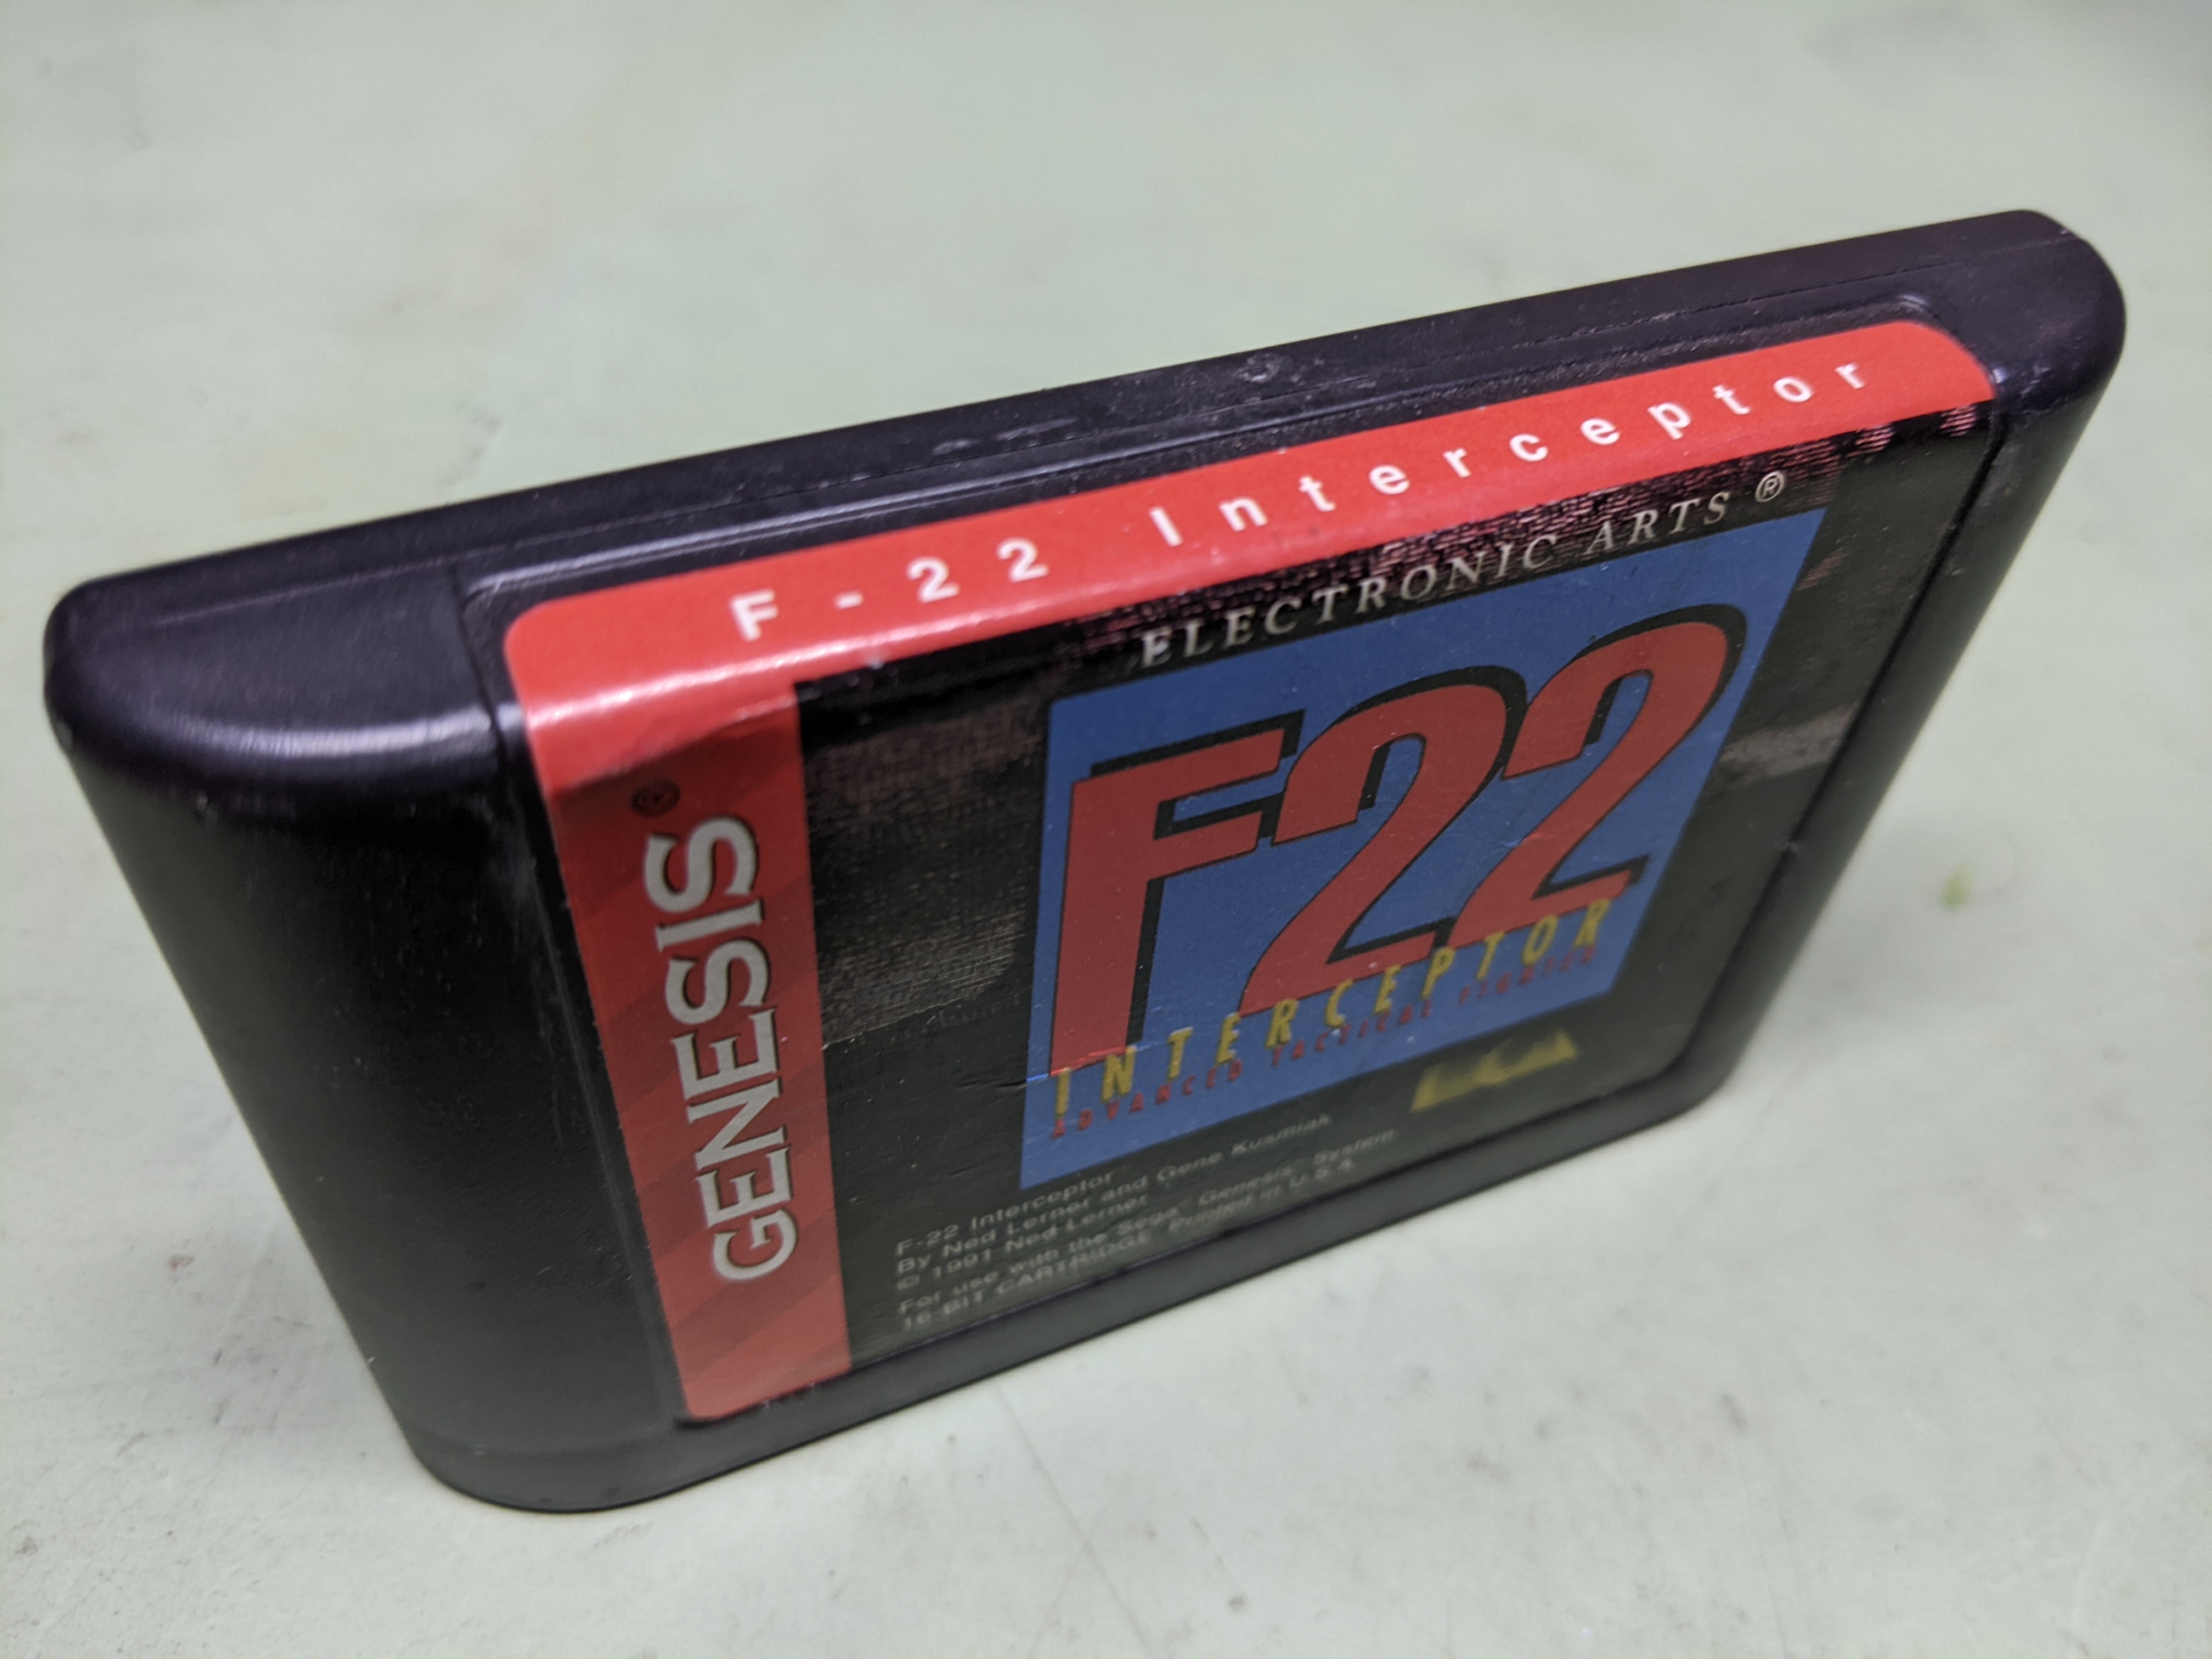 F-22 Interceptor
ELECTRONIC ARTS ®
F22
INTERCEPTOR
ADVANCED TACTICAL FIGHTER
GENESIS
F-22 Interceptor
By Ned Lerner and Gene Kusmiak
© 1991 Ned Lerner
For use with the Sega Genesis System
16-BIT CARTRIDGE Printed in U.S.A.